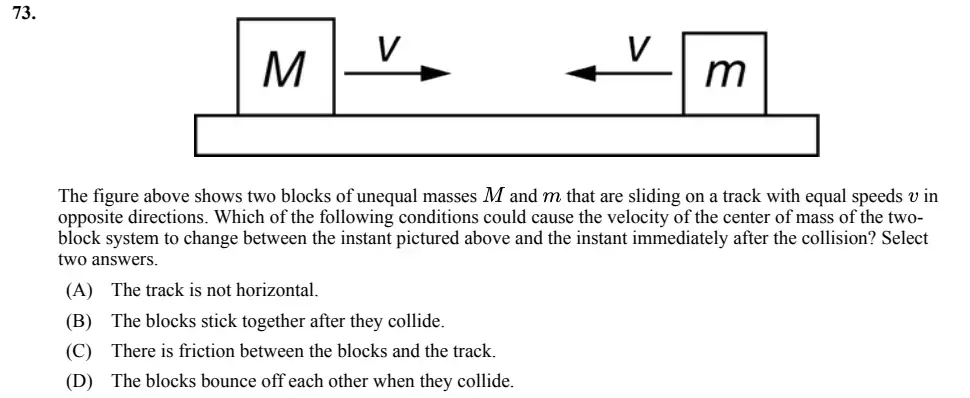 73.
M V V m
The figure above shows two blocks of unequal masses M and m that are sliding on a track with equal speeds v in
opposite directions. Which of the following conditions could cause the velocity of the center of mass of the two-
block system to change between the instant pictured above and the instant immediately after the collision? Select
two answers.
(A) The track is not horizontal.
(B) The blocks stick together after they collide.
(C) There is friction between the blocks and the track.
(D) The blocks bounce off each other when they collide.